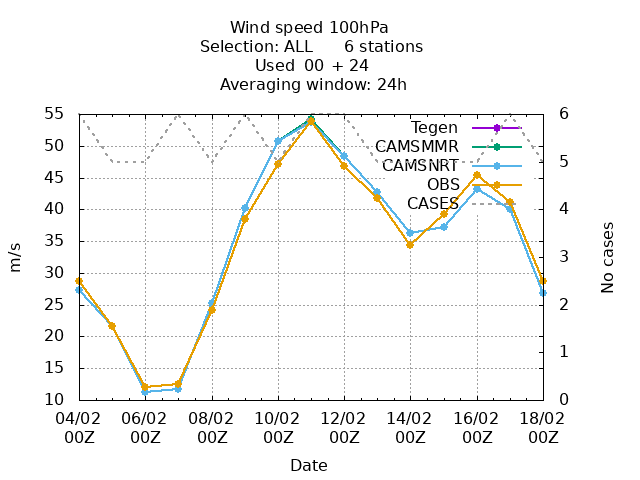 Wind speed 100hPa
Selection: ALL 6 stations
Used 00 + 24
Averaging window: 24h
55 6
Tegen
CAMSMMR
50
5
CAMSNRT
45
OBS
CASES
40 4
35
m/s
No cases
3
30
25
2
20
1
15
10 0
04/02 06/02 08/02 10/02 12/02 14/02 16/02 18/02
00Z 00Z 00Z 00Z 00Z 00Z 00Z 00Z
Date